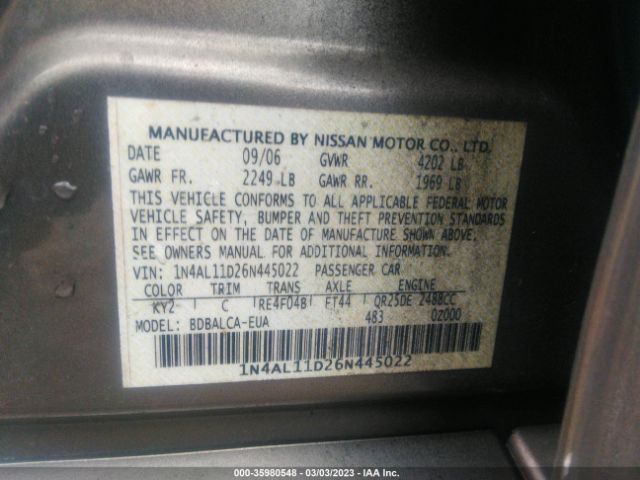 MANUFACTURED BY NISSAN MOTOR CO., LTD.
DATE 09/06 GVWR 4202 LB
GAWR FR. 2249 LB GAWR RR. 1969 LB
THIS VEHICLE CONFORMS TO ALL APPLICABLE FEDERAL MOTOR
VEHICLE SAFETY, BUMPER AND THEFT PREVENTION STANDARDS
IN EFFECT ON THE DATE OF MANUFACTURE SHOWN ABOVE.
SEE OWNERS MANUAL FOR ADDITIONAL INFORMATION.
VIN: 1N4AL11D26N445022 PASSENGER CAR
COLOR TRIM TRANS AXLE ENGINE
KY2- C RE4F04B FT44 QR25DE 2488CC
MODEL: BDBALCA-EUA 483 0Z000
1N4AL11D26N445022
000-35980548 - 03/03/2023 - IAA Inc.